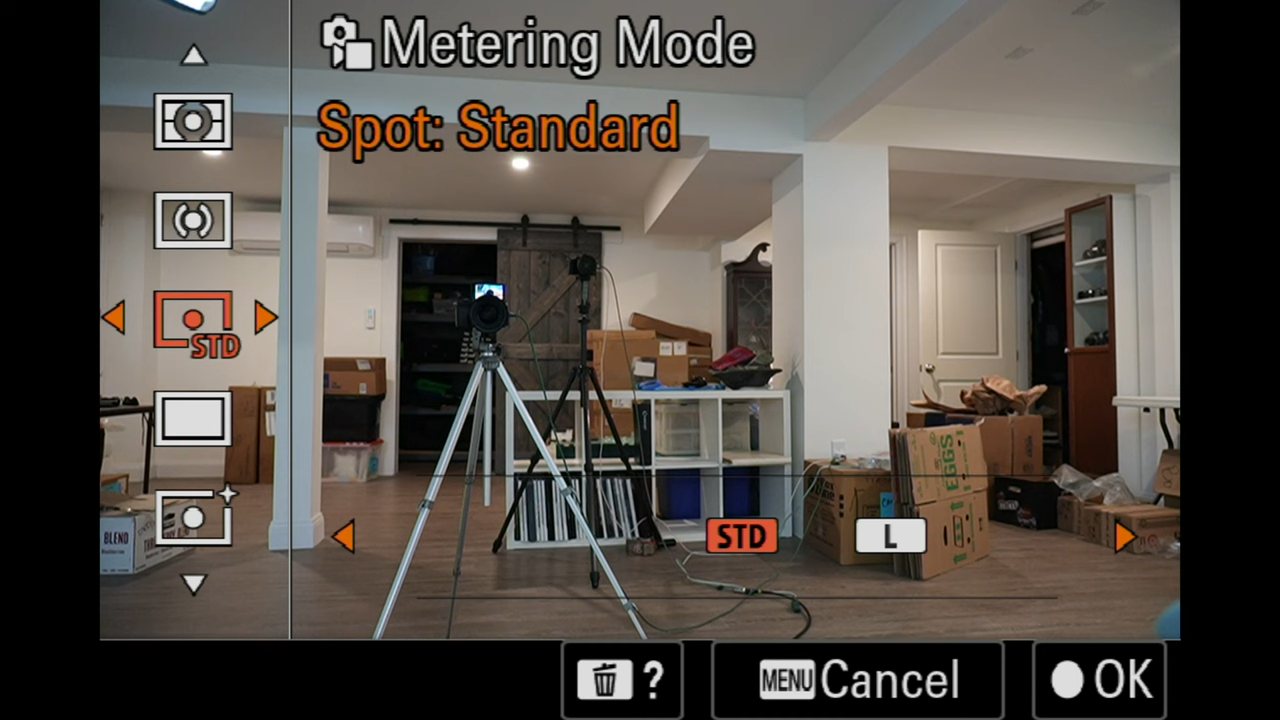 Metering Mode
Spot: Standard
STD
STD L
EGGS
BLEND
? MENU Cancel OK